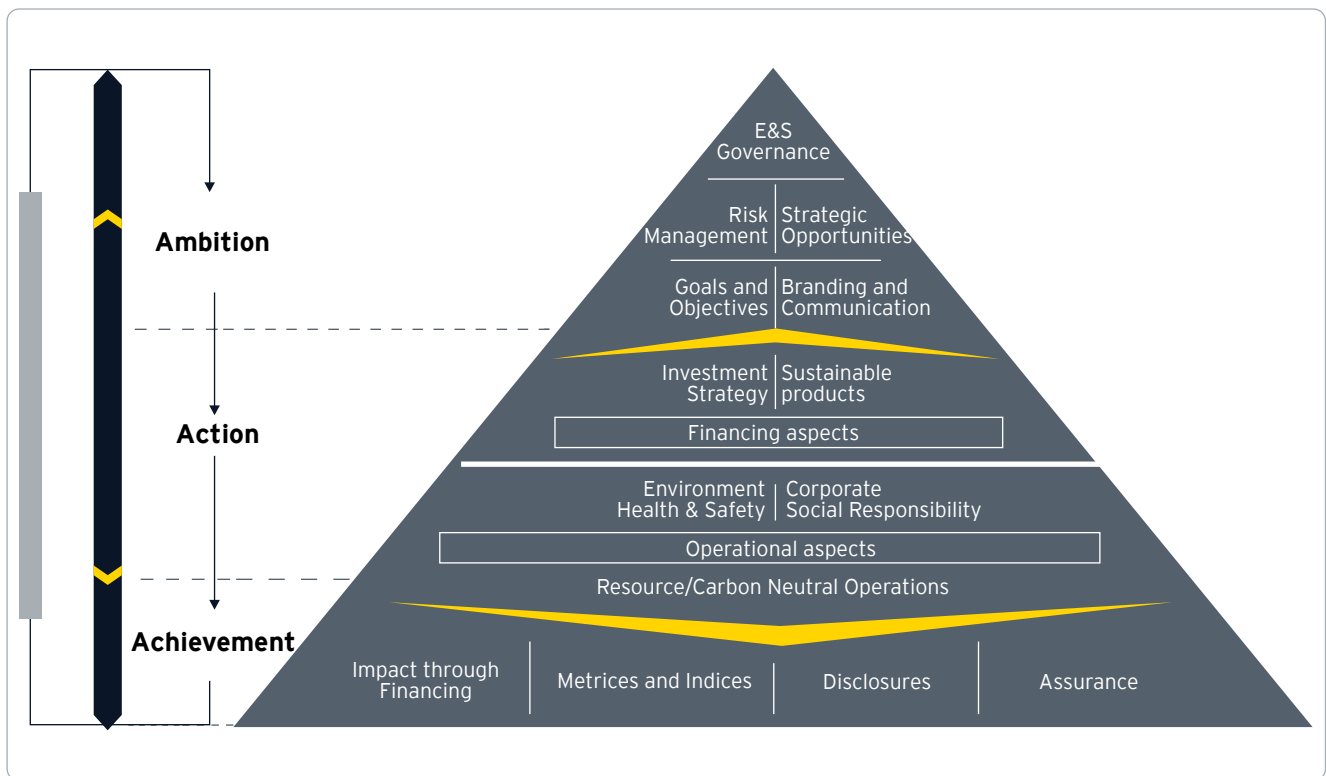 E&S
Governance
Risk
Management
Strategic
Opportunities
Ambition
Goals and
Objectives
Branding and
Communication
Investment
Strategy
Sustainable
products
Action
Financing aspects
Environment
Health & Safety
Corporate
Social Responsibility
Operational aspects
Resource/Carbon Neutral Operations
Achievement
Impact through
Financing
Metrices and Indices
Disclosures
Assurance